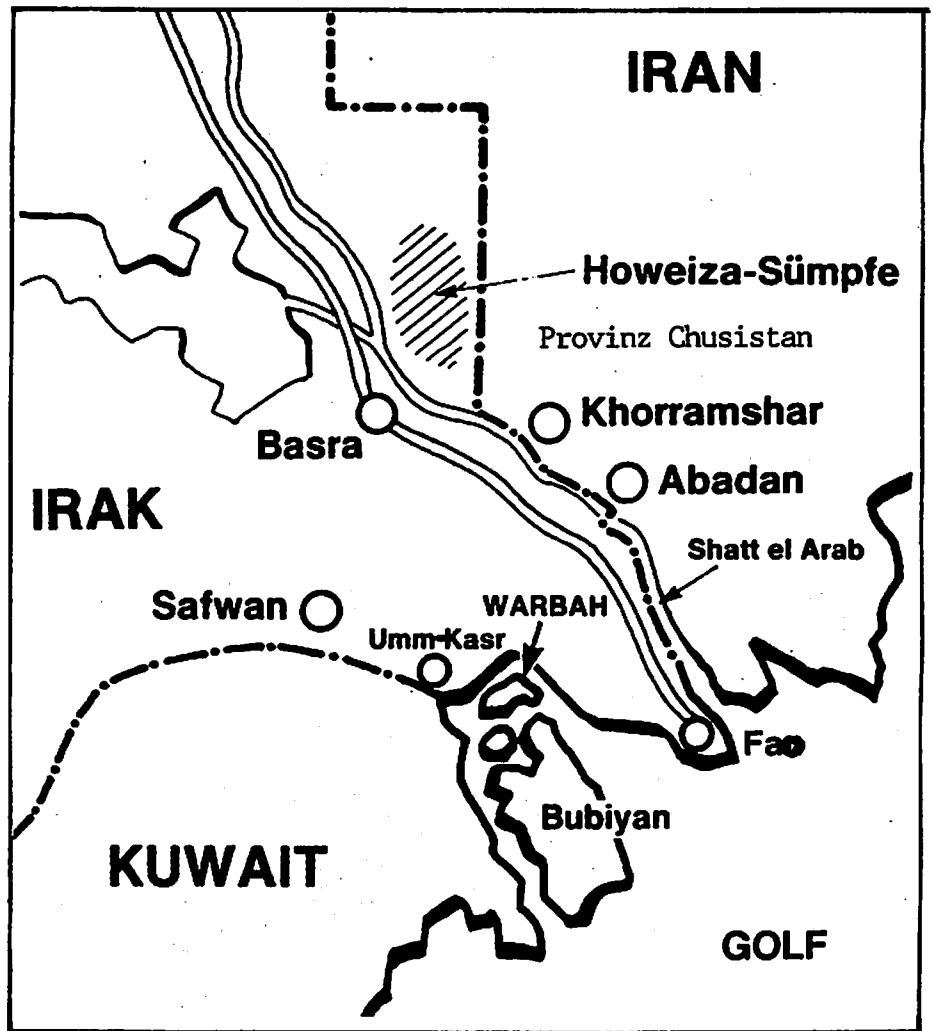 IRAN
Howeiza-Sümpfe
Provinz Chusistan
Khorramshar
Basra
Abadan
IRAK
Shatt el Arab
Safwan
WARBAH
Umm-Kasr
Fao
Bubiyan
KUWAIT
GOLF